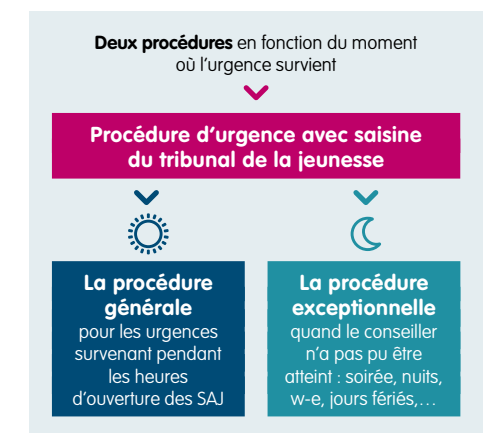 Deux procédures en fonction du moment
où l'urgence survient
Procédure d'urgence avec saisine
du tribunal de la jeunesse
La procédure
générale
pour les urgences
survenant pendant
les heures
d'ouverture des SAJ
La procédure
exceptionnelle
quand le conseiller
n'a pas pu être
atteint : soirée, nuits,
w-e, jours fériés,...